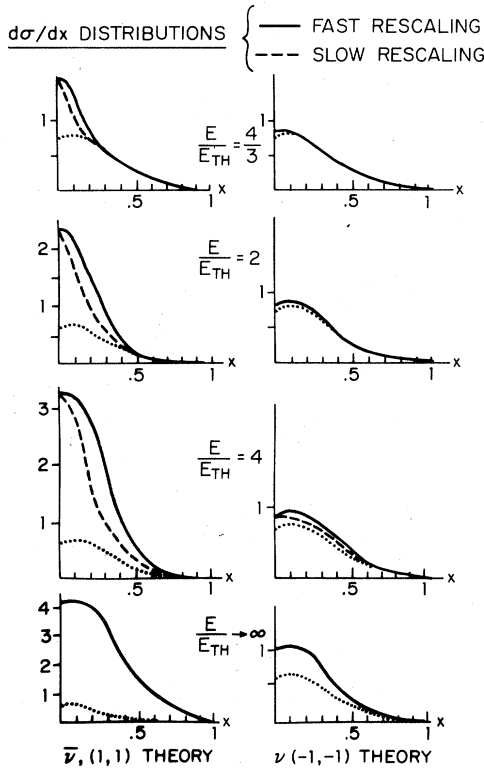 dσ/dx DISTRIBUTIONS
FAST RESCALING
SLOW RESCALING
1
.5
1
x
E/E_TH = 4/3
1
.5
1
x
2
1
.5
1
x
E/E_TH = 2
1
.5
1
x
3
2
1
.5
1
x
E/E_TH = 4
1
.5
1
x
4
3
2
1
.5
1
x
E/E_TH → ∞
1
.5
1
x
ν̄, (1,1) THEORY
ν (-1,-1) THEORY